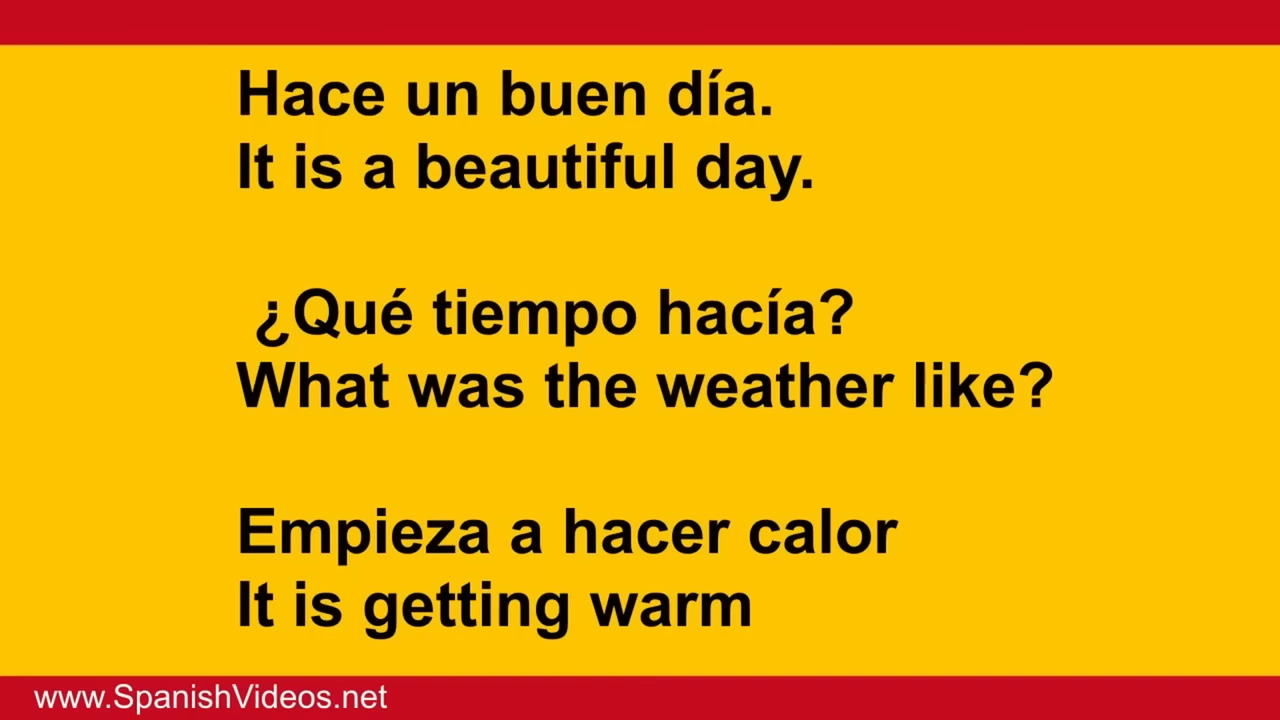 Hace un buen día.
It is a beautiful day.
¿Qué tiempo hacía?
What was the weather like?
Empieza a hacer calor
It is getting warm
www.SpanishVideos.net